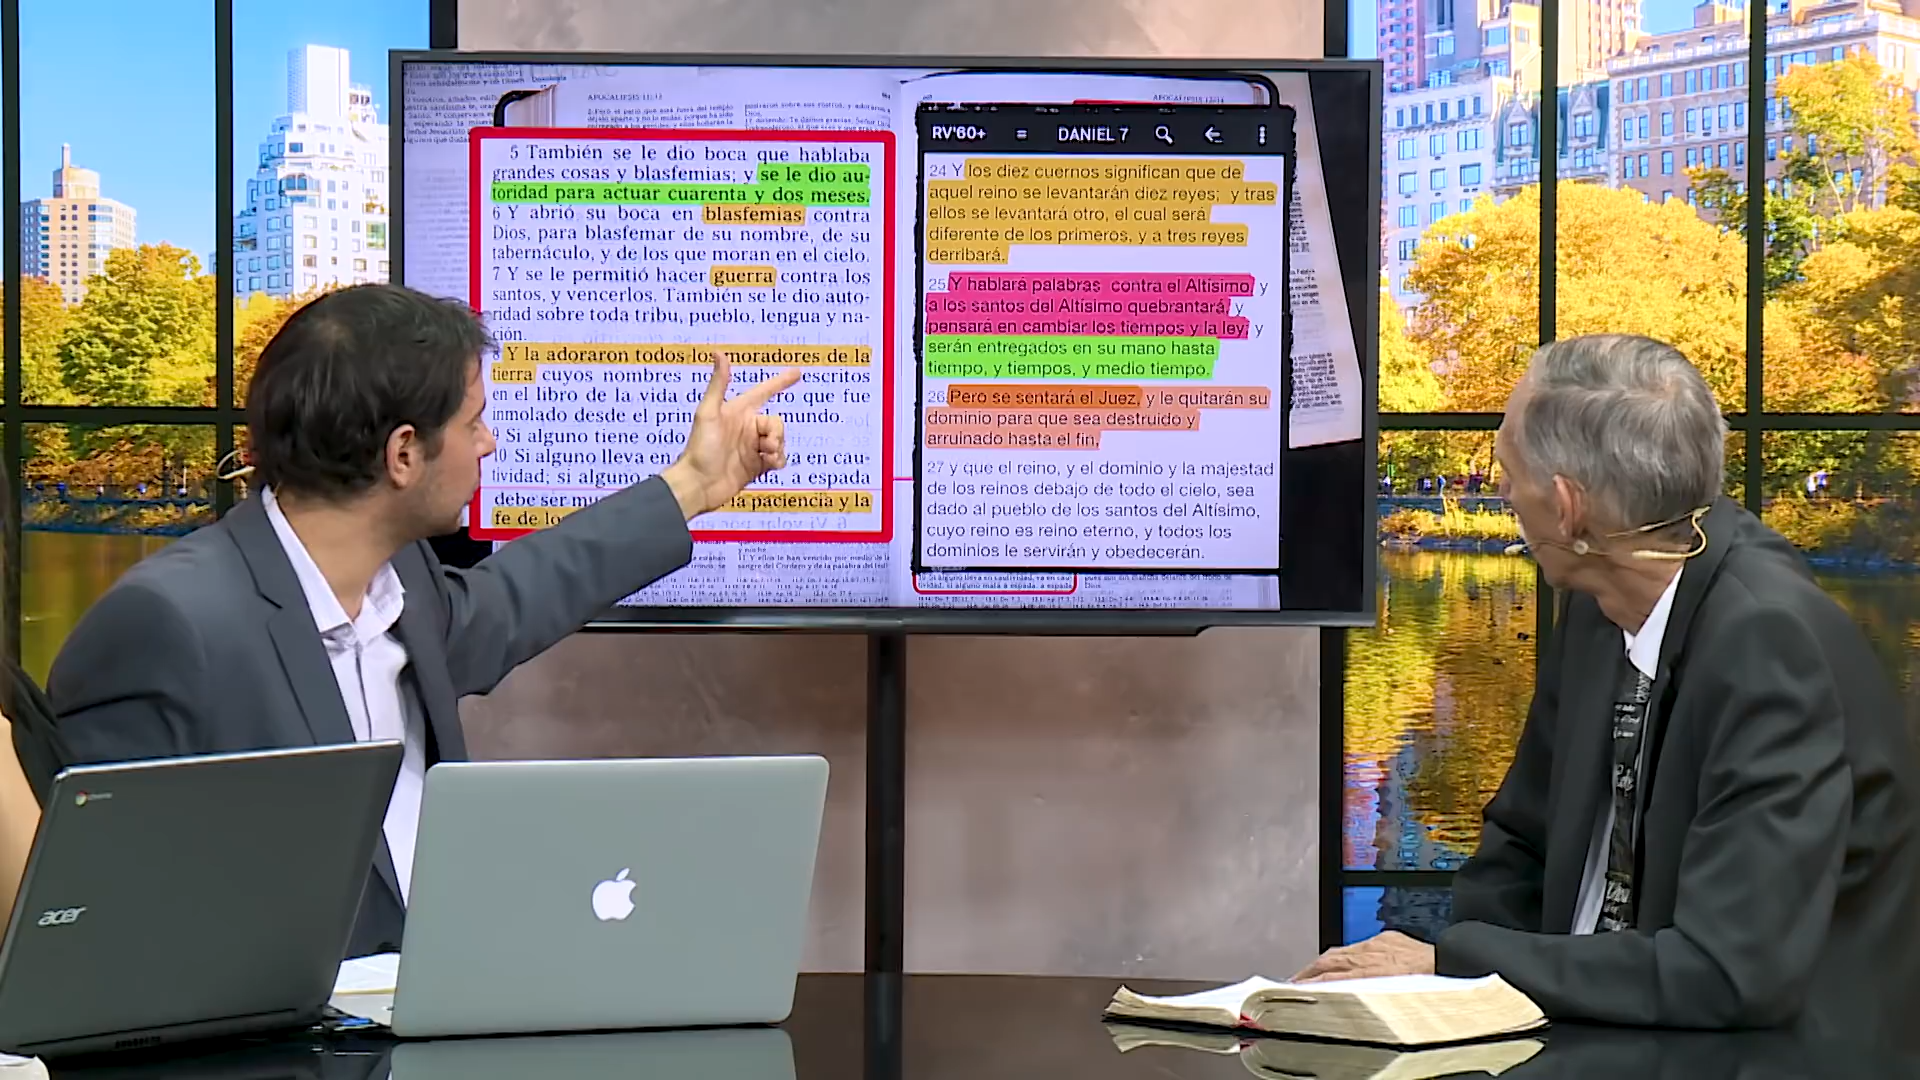 APOCALIPSIS 11:13
5 También se le dio boca que hablaba
grandes cosas y blasfemias; y se le dio au-
toridad para actuar cuarenta y dos meses.
6 Y abrió su boca en blasfemias contra
Dios, para blasfemar de su nombre, de su
tabernáculo, y de los que moran en el cielo.
7 Y se le permitió hacer guerra contra los
santos, y vencerlos. También se le dio auto-
ridad sobre toda tribu, pueblo, lengua y na-
ción.
8 Y la adoraron todos los moradores de la
tierra cuyos nombres no estaba escritos
en el libro de la vida de ro que fue
inmolado desde el prin l mundo.
9 Si alguno tiene oído
10 Si alguno lleva en va en cau-
tividad; si alguno ada, a espada
debe ser mu la paciencia y la
fe de lo
APOCALIPSIS 12:14
RV'60+ = DANIEL 7
24 Y los diez cuernos significan que de
aquel reino se levantarán diez reyes; y tras
ellos se levantará otro, el cual será
diferente de los primeros, y a tres reyes
derribará.
25 Y hablará palabras contra el Altísimo y
a los santos del Altísimo quebrantará, y
pensará en cambiar los tiempos y la ley; y
serán entregados en su mano hasta
tiempo, y tiempos, y medio tiempo.
26 Pero se sentará el Juez, y le quitarán su
dominio para que sea destruido y
arruinado hasta el fin,
27 y que el reino, y el dominio y la majestad
de los reinos debajo de todo el cielo, sea
dado al pueblo de los santos del Altísimo,
cuyo reino es reino eterno, y todos los
dominios le servirán y obedecerán.
acer